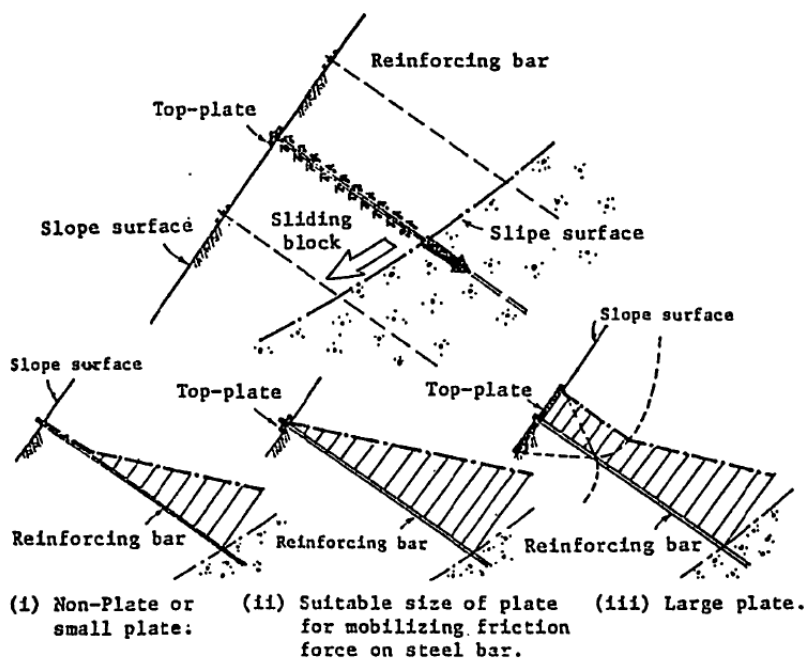 Reinforcing bar
Top-plate
Slope surface
Sliding
block
Slipe surface
Slope surface
Slope surface
Top-plate
Top-plate
Reinforcing bar
Reinforcing bar
Reinforcing bar
(i) Non-Plate or
small plate:
(ii) Suitable size of plate
for mobilizing friction
force on steel bar.
(iii) Large plate.